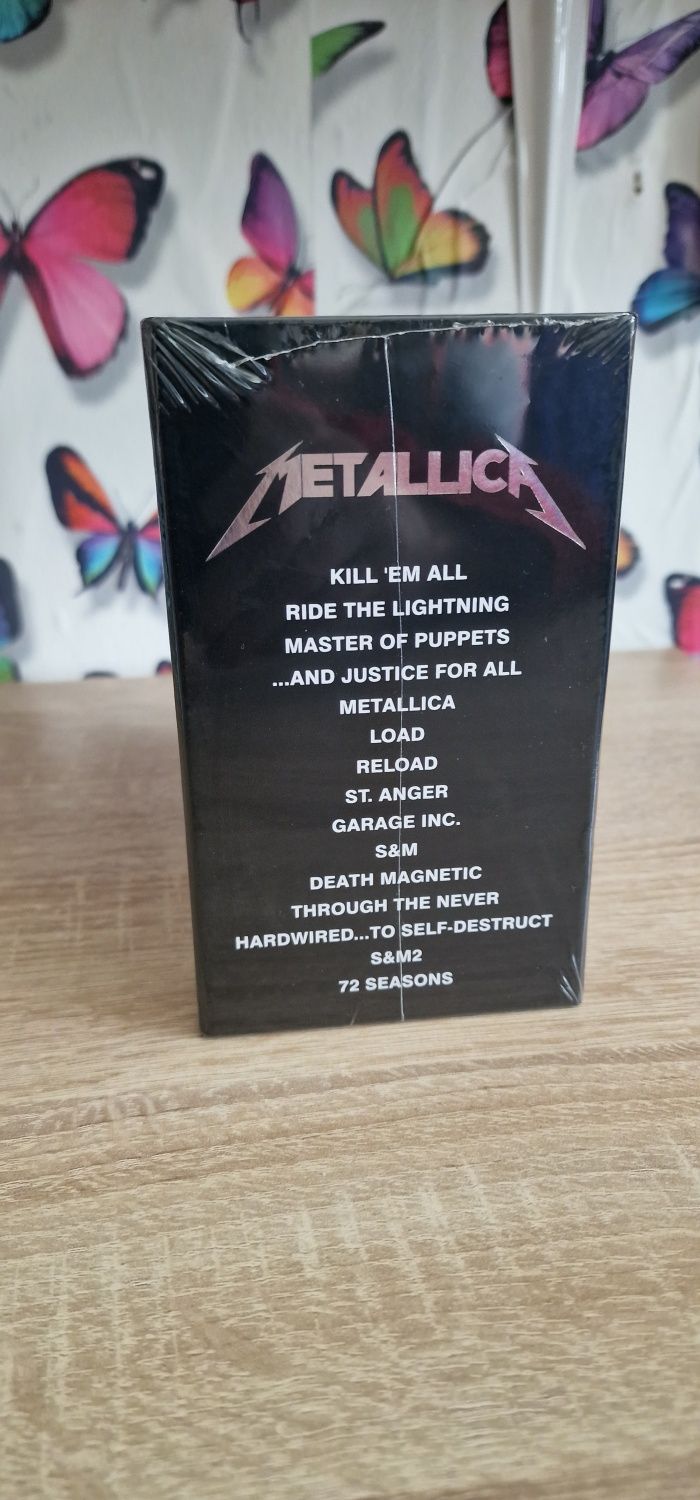 METALLICA
KILL 'EM ALL
RIDE THE LIGHTNING
MASTER OF PUPPETS
...AND JUSTICE FOR ALL
METALLICA
LOAD
RELOAD
ST. ANGER
GARAGE INC.
S&M
DEATH MAGNETIC
THROUGH THE NEVER
HARDWIRED...TO SELF-DESTRUCT
S&M2
72 SEASONS